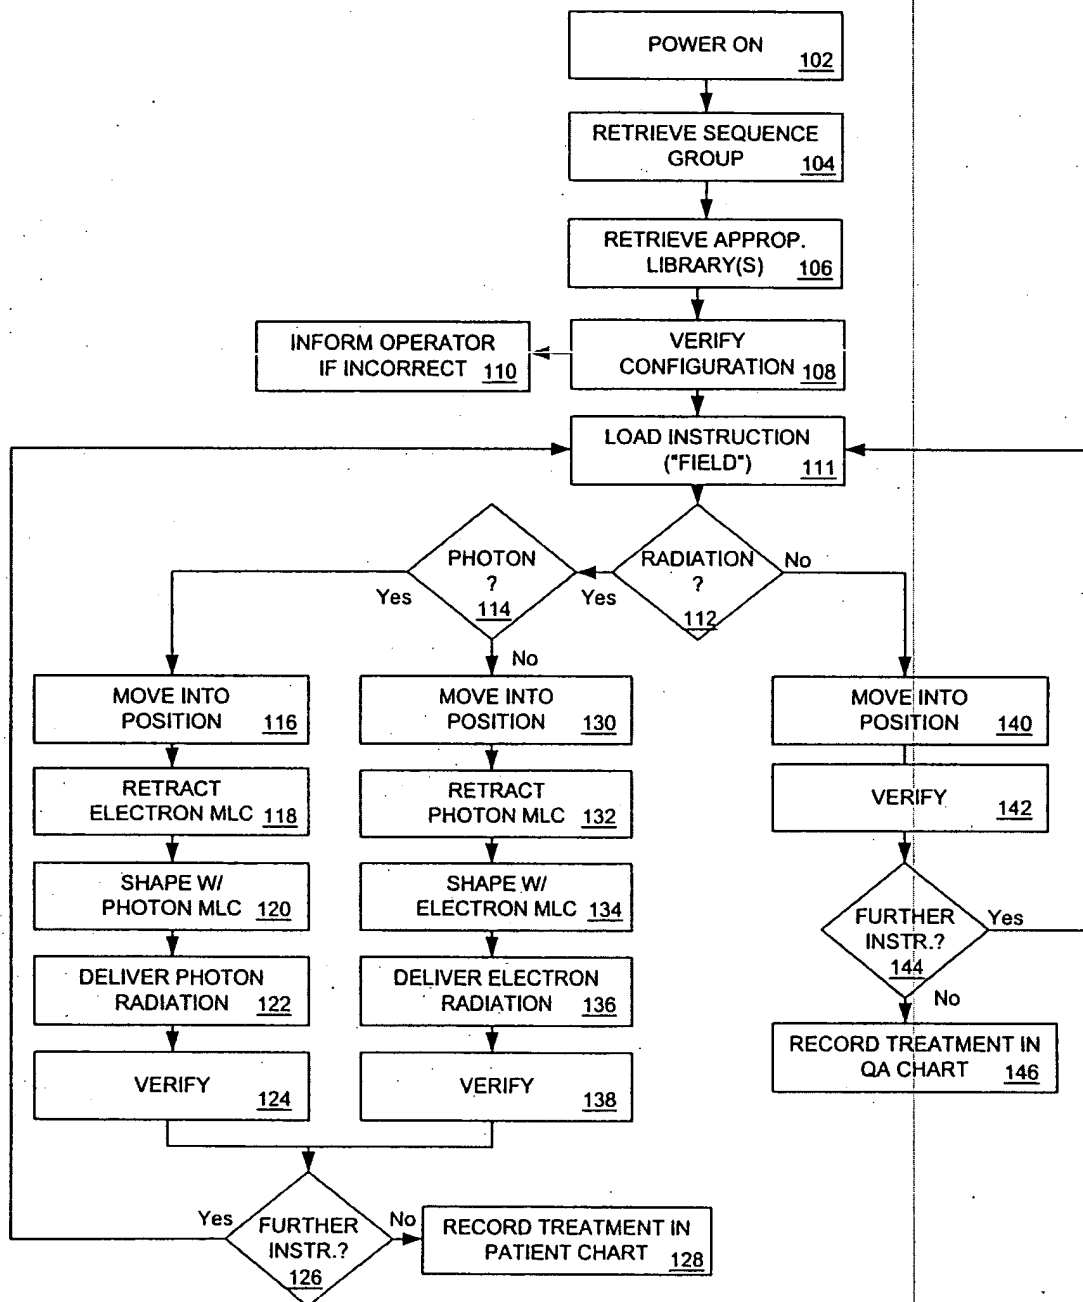 POWER ON
102
RETRIEVE SEQUENCE
GROUP
104
RETRIEVE APPROP.
LIBRARY(S)
106
INFORM OPERATOR
IF INCORRECT
110
VERIFY
CONFIGURATION
108
LOAD INSTRUCTION
("FIELD")
111
PHOTON
?
114
Yes
No
RADIATION
?
112
Yes
No
MOVE INTO
POSITION
116
MOVE INTO
POSITION
130
MOVE INTO
POSITION
140
RETRACT
ELECTRON MLC
118
RETRACT
PHOTON MLC
132
VERIFY
142
SHAPE W/
PHOTON MLC
120
SHAPE W/
ELECTRON MLC
134
FURTHER
INSTR.?
144
Yes
No
DELIVER PHOTON
RADIATION
122
DELIVER ELECTRON
RADIATION
136
RECORD TREATMENT IN
QA CHART
146
VERIFY
124
VERIFY
138
Yes
FURTHER
INSTR.?
126
No
RECORD TREATMENT IN
PATIENT CHART
128